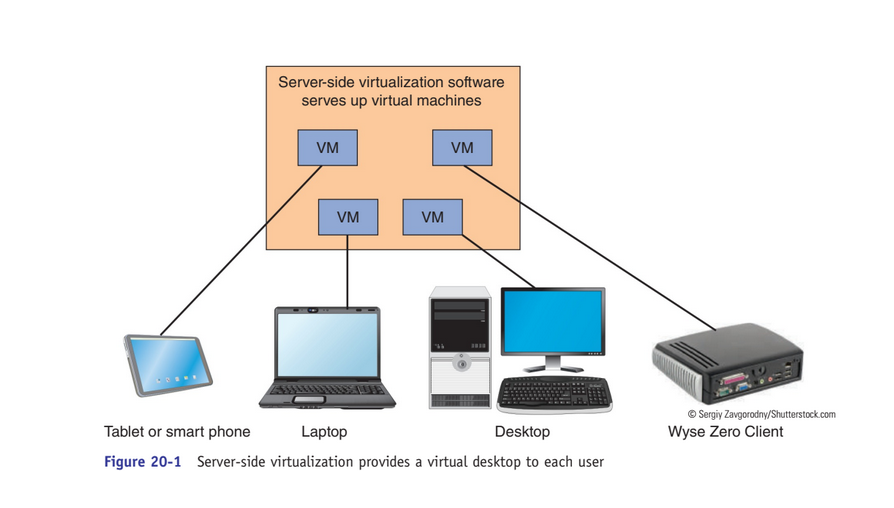 Server-side virtualization software
serves up virtual machines
VM
VM
VM
VM
© Sergiy Zavgorodny/Shutterstock.com
Tablet or smart phone
Laptop
Desktop
Wyse Zero Client
Figure 20-1 Server-side virtualization provides a virtual desktop to each user